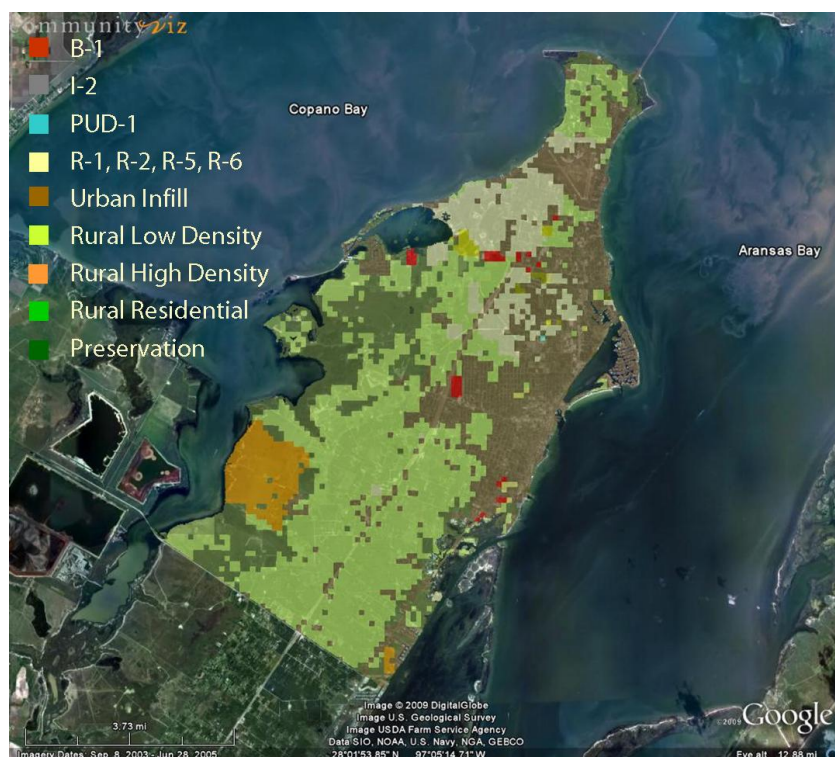 communityviz
B-1
I-2
PUD-1
R-1, R-2, R-5, R-6
Urban Infill
Rural Low Density
Rural High Density
Rural Residential
Preservation
Copano Bay
Aransas Bay
3.73 mi
Image © 2009 DigitalGlobe
Image U.S. Geological Survey
Image USDA Farm Service Agency
Data SIO, NOAA, U.S. Navy, NGA, GEBCO
©2009 Google
Imagery Dates: Sep 8, 2003 - Jun 28, 2005
28°01'53.85" N 97°05'14.71" W
Eye alt 12.88 mi